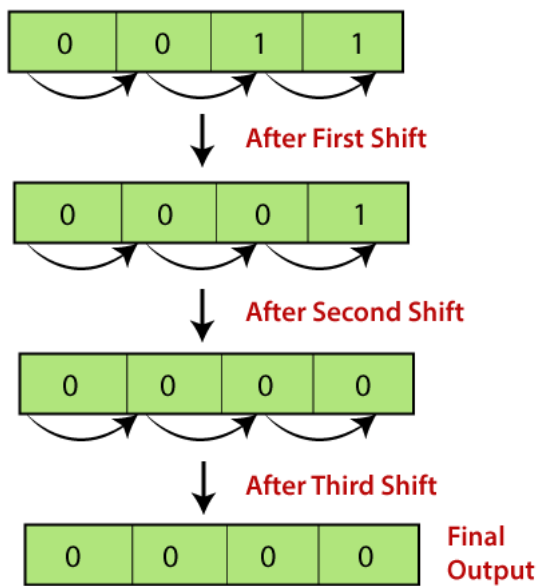 0 0 1 1
After First Shift
0 0 0 1
After Second Shift
0 0 0 0
After Third Shift
0 0 0 0
Final
Output